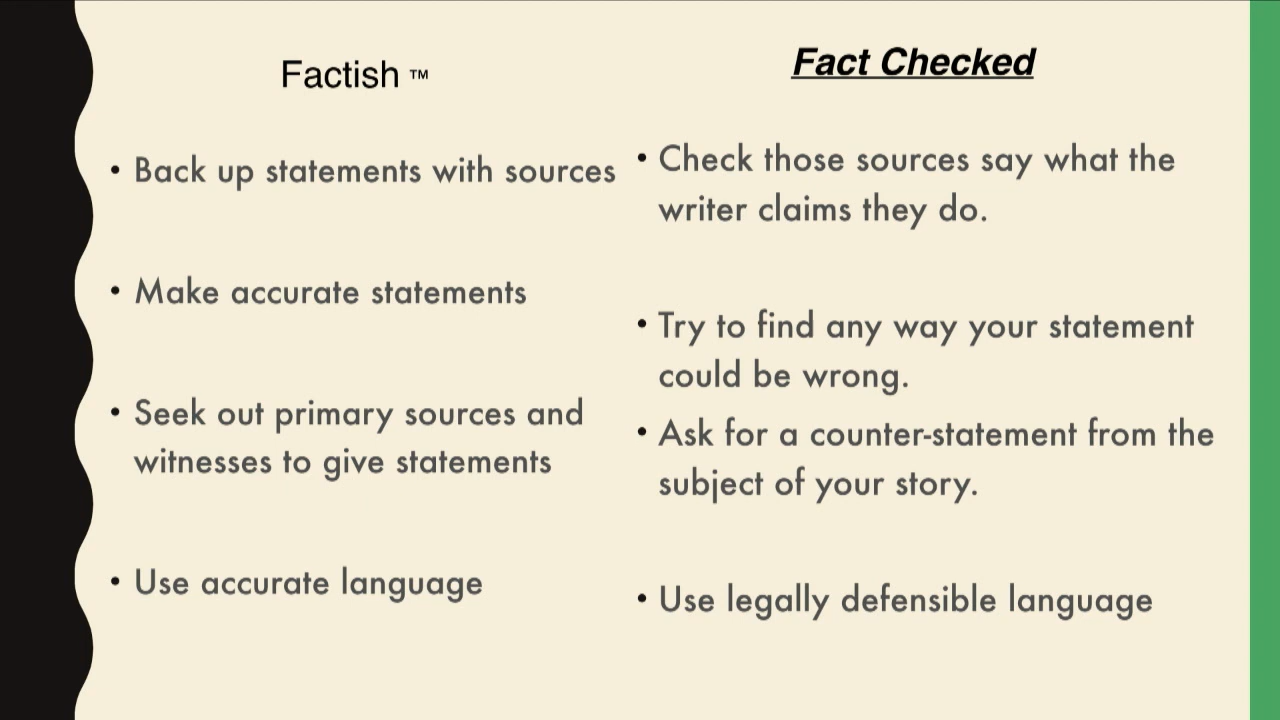 Factish ™
• Back up statements with sources
• Make accurate statements
• Seek out primary sources and
witnesses to give statements
• Use accurate language
Fact Checked
• Check those sources say what the
writer claims they do.
• Try to find any way your statement
could be wrong.
• Ask for a counter-statement from the
subject of your story.
• Use legally defensible language